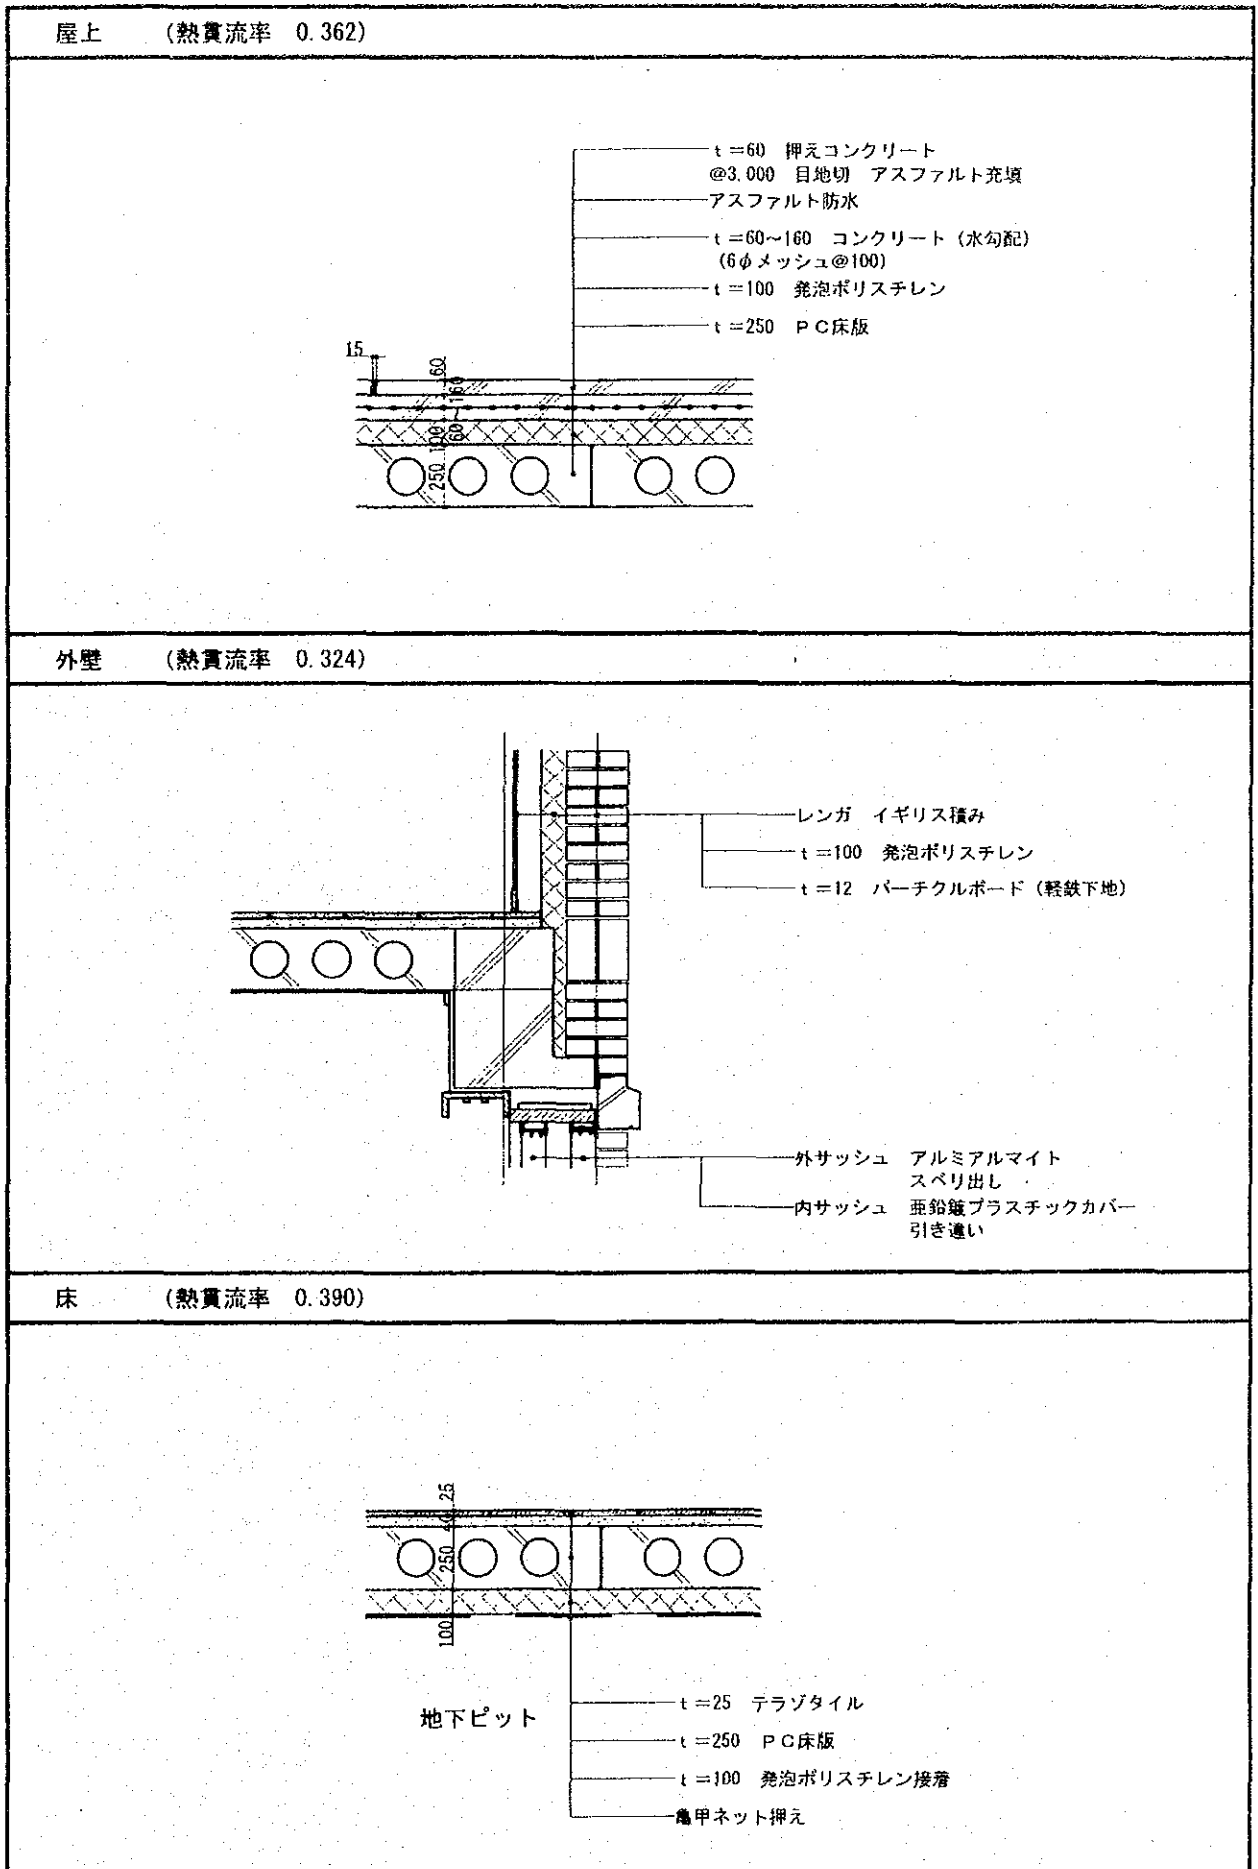 屋上 (熱貫流率 0.362)
t=60 押えコンクリート
@3.000 目地切 アスファルト充填
アスファルト防水
t=60~160 コンクリート (水勾配)
(6φメッシュ@100)
t=100 発泡ポリスチレン
t=250 PC床版
15
60
60~160
100
250
外壁 (熱貫流率 0.324)
レンガ イギリス積み
t=100 発泡ポリスチレン
t=12 パーチクルボード (軽鉄下地)
外サッシュ アルミアルマイト
スベリ出し
内サッシュ 亜鉛鍍プラスチックカバー
引き違い
床 (熱貫流率 0.390)
25
40
250
100
地下ピット
t=25 テラゾタイル
t=250 PC床版
t=100 発泡ポリスチレン接着
亀甲ネット押え